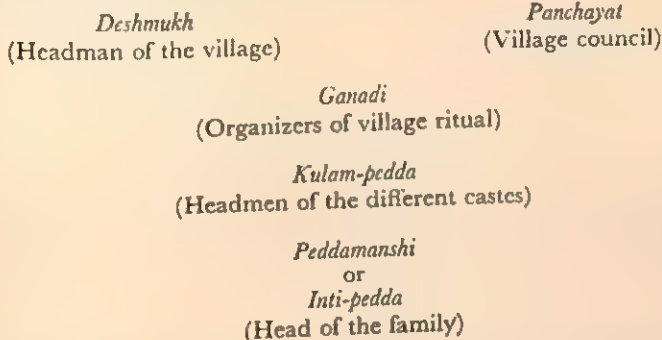 Deshmukh
(Headman of the village)
Panchayat
(Village council)
Ganadi
(Organizers of village ritual)
Kulam-pedda
(Headmen of the different castes)
Peddamanshi
or
Inti-pedda
(Head of the family)